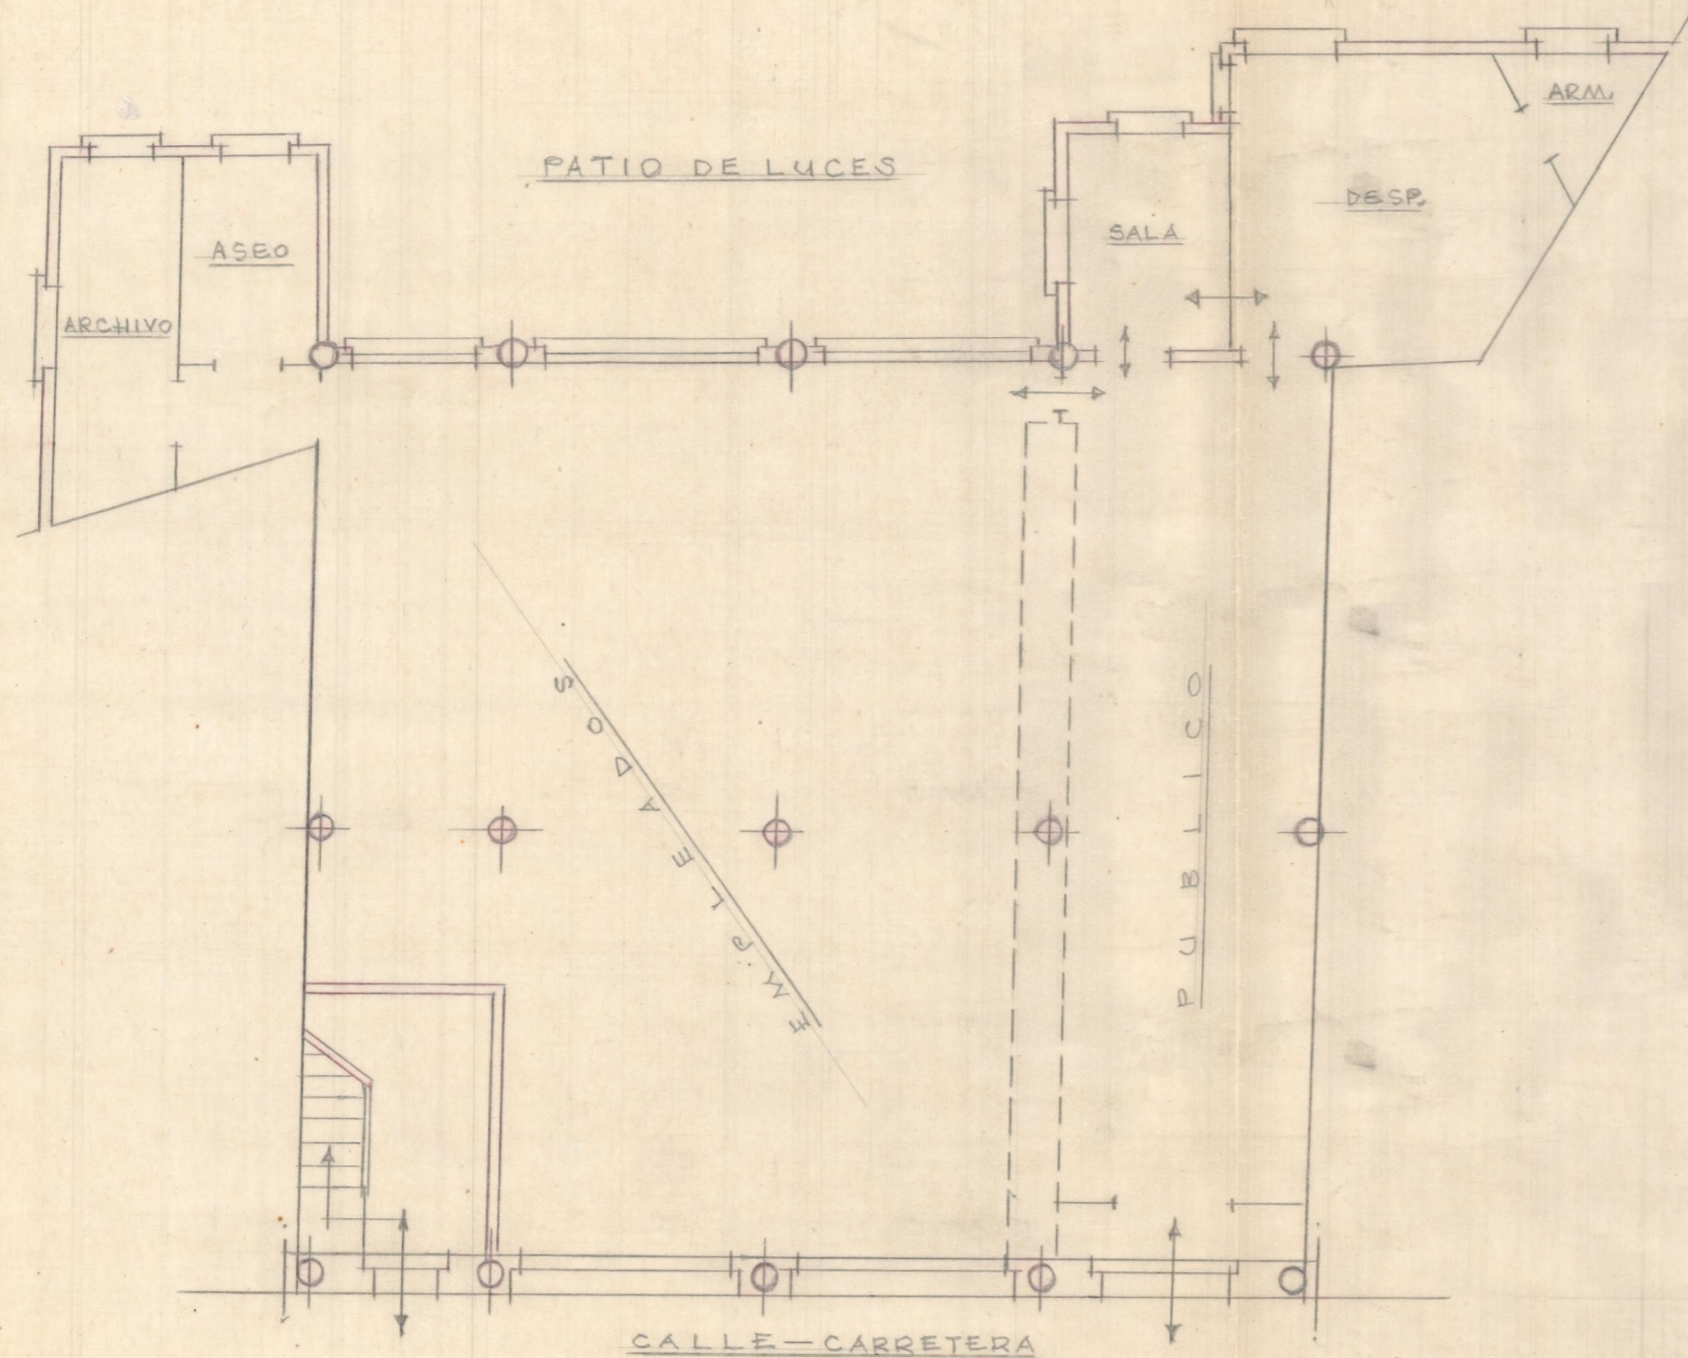 ARM.
PATIO DE LUCES
DESP.
SALA
ASEO
ARCHIVO
EMPLEADOS
PUBLICO
CALLE—CARRETERA